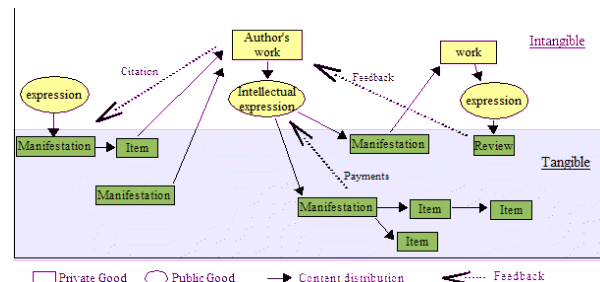 Author's
work
work
Intangible
Citation
Feedback
expression
Intellectual
expression
expression
Manifestation
Item
Manifestation
Review
Tangible
Payments
Manifestation
Manifestation
Item
Item
Item
Private Good
Public Good
Content distribution
Feedback